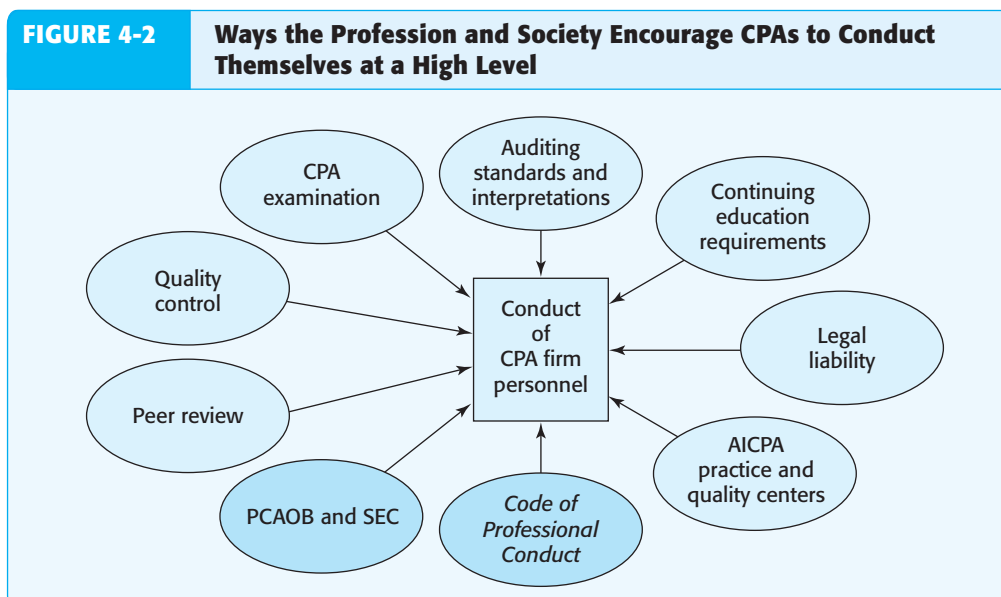 FIGURE 4-2
Ways the Profession and Society Encourage CPAs to Conduct
Themselves at a High Level
CPA
examination
Auditing
standards and
interpretations
Continuing
education
requirements
Quality
control
Conduct
of
CPA firm
personnel
Legal
liability
Peer review
AICPA
practice and
quality centers
PCAOB and SEC
Code of
Professional
Conduct